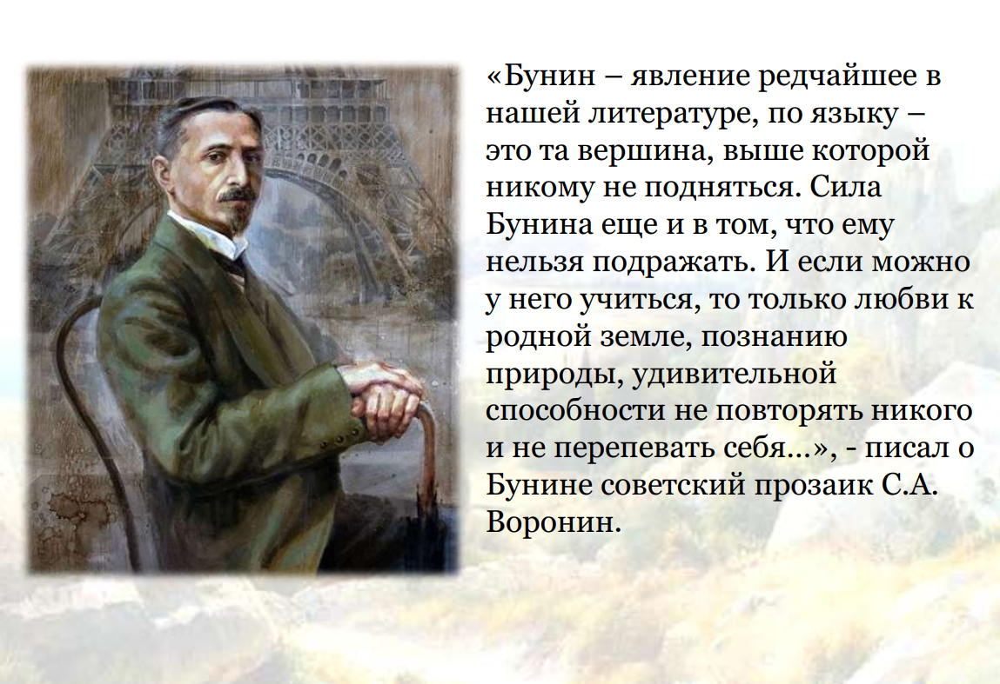 «Бунин – явление редчайшее в
нашей литературе, по языку –
это та вершина, выше которой
никому не подняться. Сила
Бунина еще и в том, что ему
нельзя подражать. И если можно
у него учиться, то только любви к
родной земле, познанию
природы, удивительной
способности не повторять никого
и не перепевать себя…», - писал о
Бунине советский прозаик С.А.
Воронин.